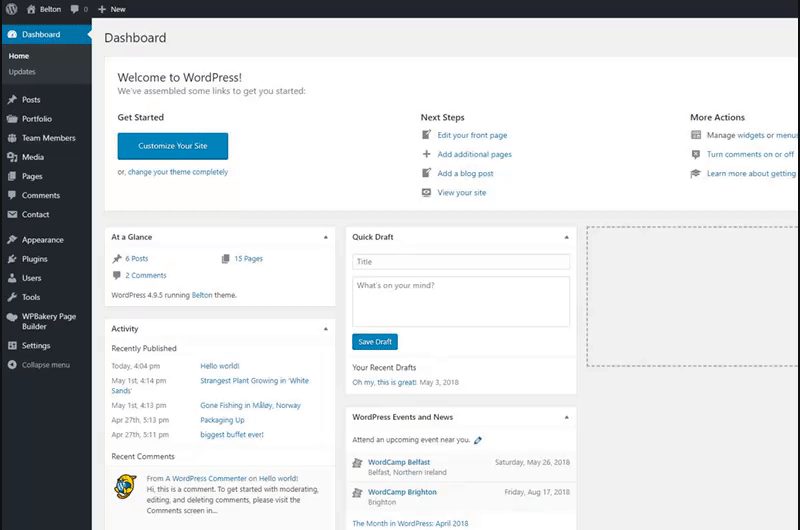 Belton 0 New
Dashboard
Home
Updates
Posts
Portfolio
Team Members
Media
Pages
Comments
Contact
Appearance
Plugins
Users
Tools
WPBakery Page
Builder
Settings
Collapse menu
Dashboard
Welcome to WordPress!
We've assembled some links to get you started:
Get Started
Customize Your Site
or, change your theme completely
Next Steps
Edit your front page
Add additional pages
Add a blog post
View your site
More Actions
Manage widgets or menus
Turn comments on or off
Learn more about getting
At a Glance
6 Posts 15 Pages
2 Comments
WordPress 4.9.5 running Belton theme.
Activity
Recently Published
Today, 4:04 pm Hello world!
May 1st, 4:14 pm Strangest Plant Growing in 'White
Sands'
May 1st, 4:13 pm Gone Fishing in Måløy, Norway
Apr 27th, 5:13 pm Packaging Up
Apr 27th, 5:11 pm biggest buffet ever!
Recent Comments
From A WordPress Commenter on Hello world!
Hi, this is a comment. To get started with moderating,
editing, and deleting comments, please visit the
Comments screen in...
Quick Draft
Title
What's on your mind?
Save Draft
Your Recent Drafts
Oh my, this is great! May 3, 2018
WordPress Events and News
Attend an upcoming event near you.
WordCamp Belfast Saturday, May 26, 2018
Belfast, Northern Ireland
WordCamp Brighton Friday, Aug 17, 2018
Brighton
The Month in WordPress: April 2018